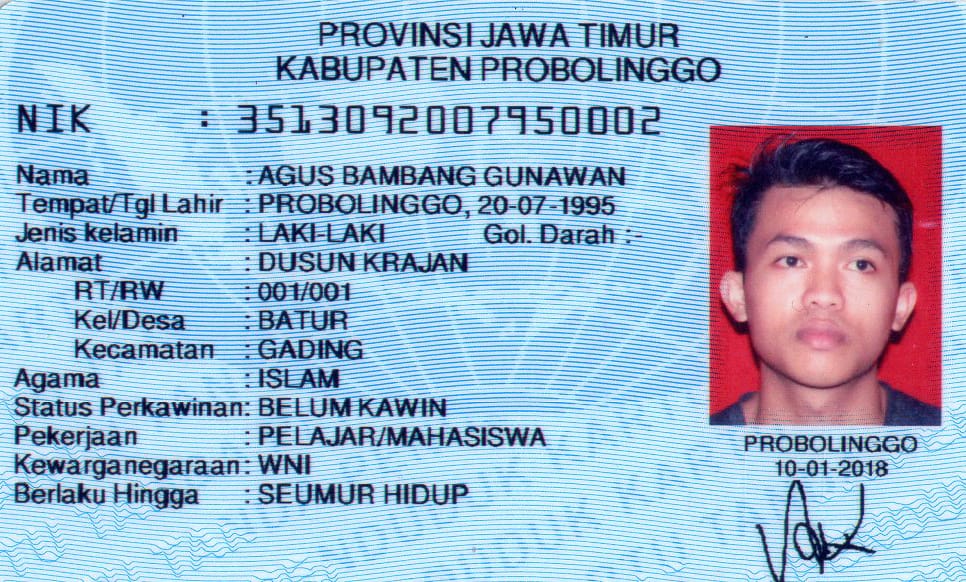 PROVINSI JAWA TIMUR
KABUPATEN PROBOLINGGO
NIK : 3513092007950002
Nama : AGUS BAMBANG GUNAWAN
Tempat/Tgl Lahir : PROBOLINGGO, 20-07-1995
Jenis kelamin : LAKI-LAKI Gol. Darah :-
Alamat : DUSUN KRAJAN
RT/RW : 001/001
Kel/Desa : BATUR
Kecamatan : GADING
Agama : ISLAM
Status Perkawinan: BELUM KAWIN
Pekerjaan : PELAJAR/MAHASISWA
Kewarganegaraan: WNI
Berlaku Hingga : SEUMUR HIDUP
PROBOLINGGO
10-01-2018